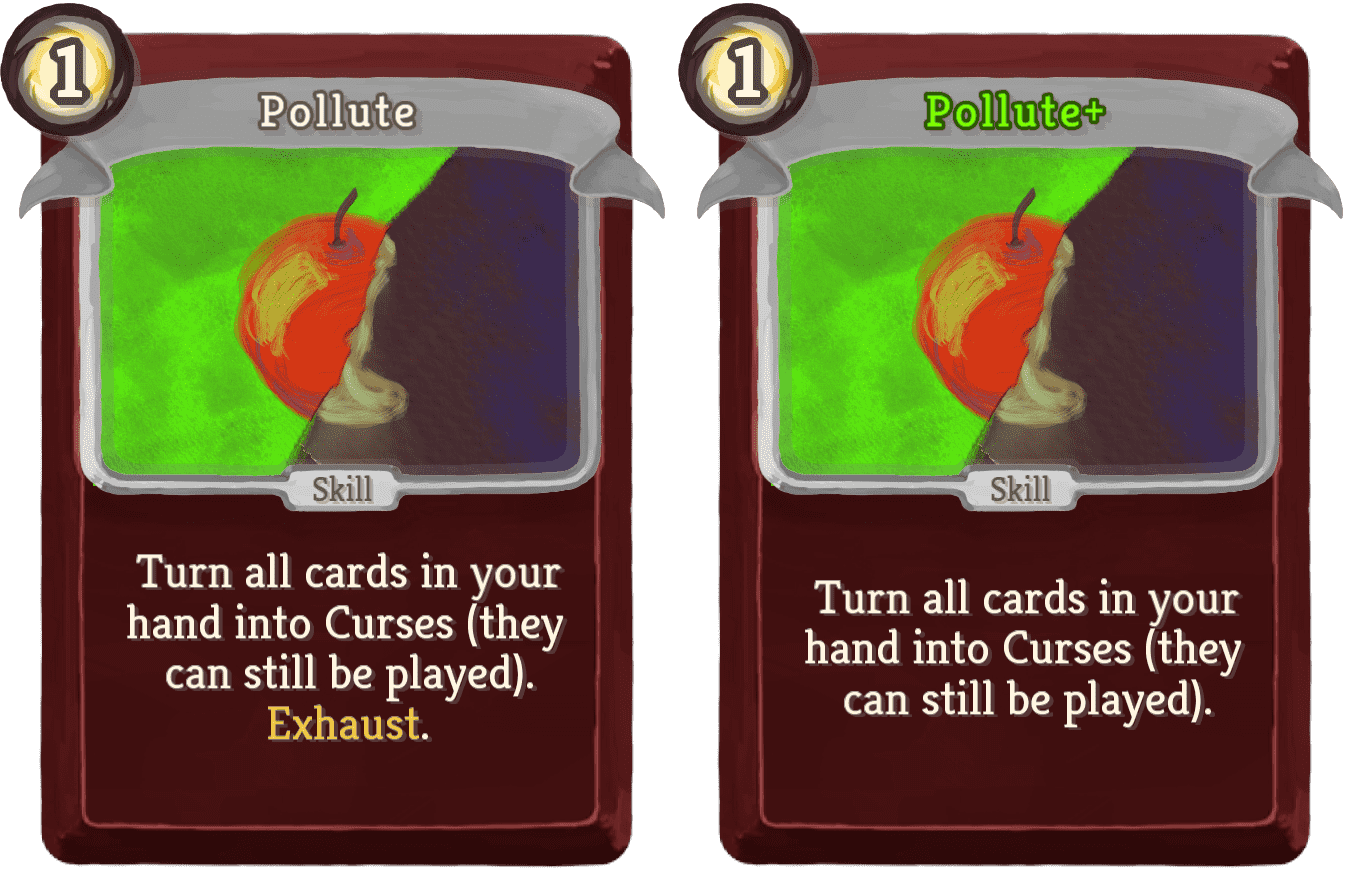 1
Pollute
Skill
Turn all cards in your
hand into Curses (they
can still be played).
Exhaust.
1
Pollute+
Skill
Turn all cards in your
hand into Curses (they
can still be played).